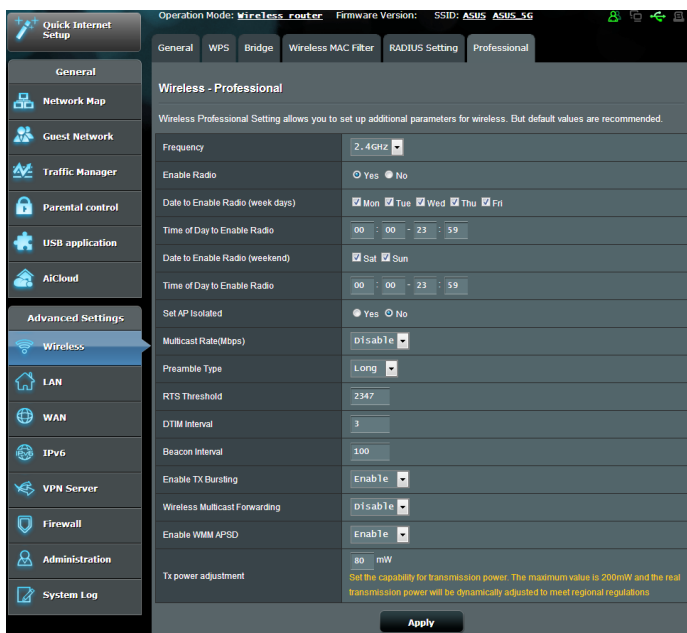 Quick Internet
Setup
Operation Mode: Wireless router Firmware Version: SSID: ASUS ASUS_5G
General WPS Bridge Wireless MAC Filter RADIUS Setting Professional
General
Network Map
Guest Network
Traffic Manager
Parental control
USB application
AiCloud
Advanced Settings
Wireless
LAN
WAN
IPv6
IPv6
VPN Server
Firewall
Administration
System Log
Wireless - Professional
Wireless Professional Setting allows you to set up additional parameters for wireless. But default values are recommended.
Frequency 2.4GHz
Enable Radio Yes No
Date to Enable Radio (week days) Mon Tue Wed Thu Fri
Time of Day to Enable Radio 00 : 00 - 23 : 59
Date to Enable Radio (weekend) Sat Sun
Time of Day to Enable Radio 00 : 00 - 23 : 59
Set AP Isolated Yes No
Multicast Rate(Mbps) Disable
Preamble Type Long
RTS Threshold 2347
DTIM Interval 3
Beacon Interval 100
Enable TX Bursting Enable
Wireless Multicast Forwarding Disable
Enable WMM APSD Enable
Tx power adjustment 80 mW
Set the capability for transmission power. The maximum value is 200mW and the real
transmission power will be dynamically adjusted to meet regional regulations
Apply